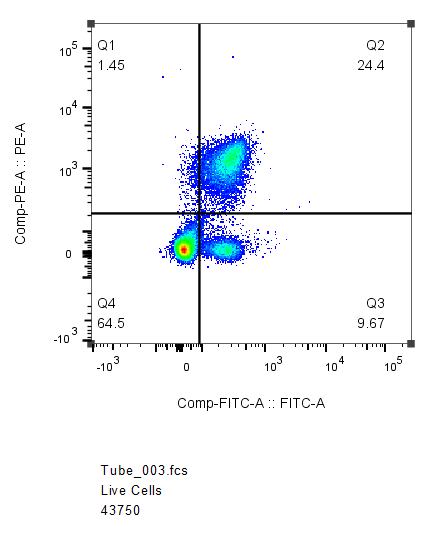 Q1
1.45
Q2
24.4
10^5
10^4
10^3
0
-10^3
Comp-PE-A :: PE-A
Q4
64.5
Q3
9.67
-10^3
0
10^3
10^4
10^5
Comp-FITC-A :: FITC-A
Tube_003.fcs
Live Cells
43750